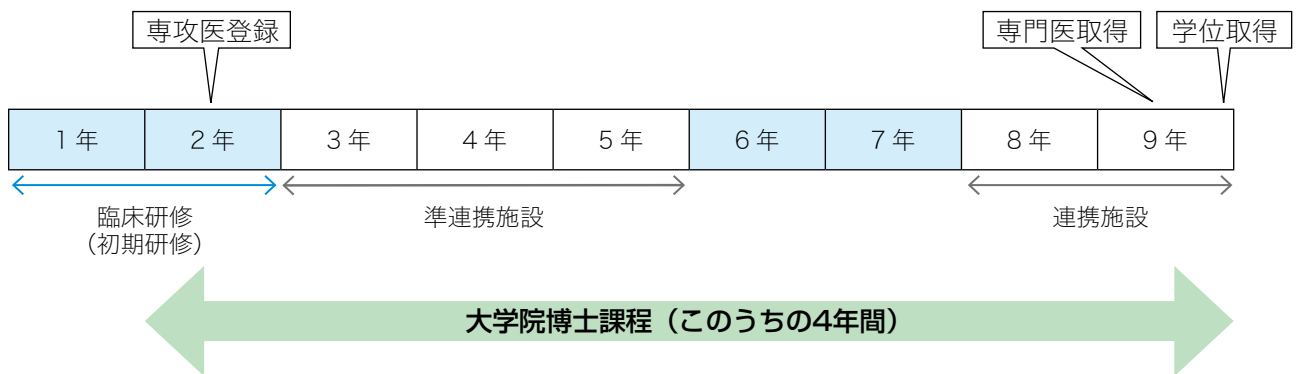 専攻医登録
専門医取得
学位取得
1年
2年
3年
4年
5年
6年
7年
8年
9年
臨床研修
（初期研修）
準連携施設
連携施設
大学院博士課程（このうちの4年間）